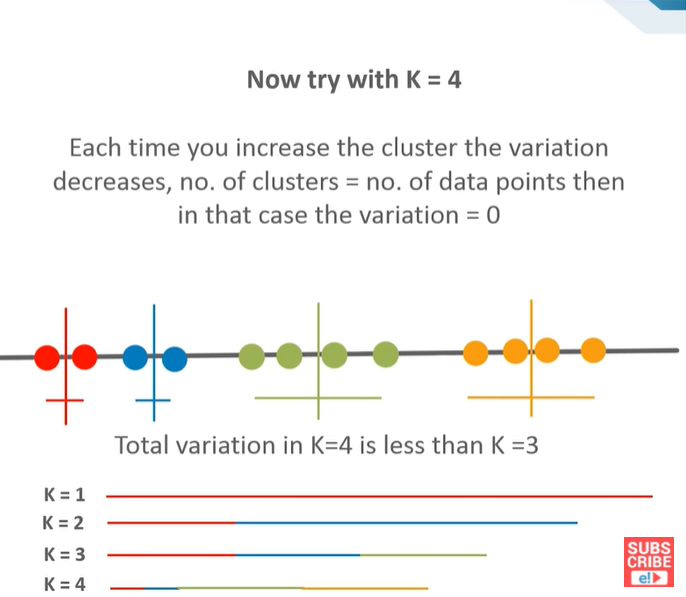 Now try with K = 4
Each time you increase the cluster the variation
decreases, no. of clusters = no. of data points then
in that case the variation = 0
Total variation in K=4 is less than K =3
K = 1
K = 2
K = 3
K = 4
SUBS
CRIBE
e!